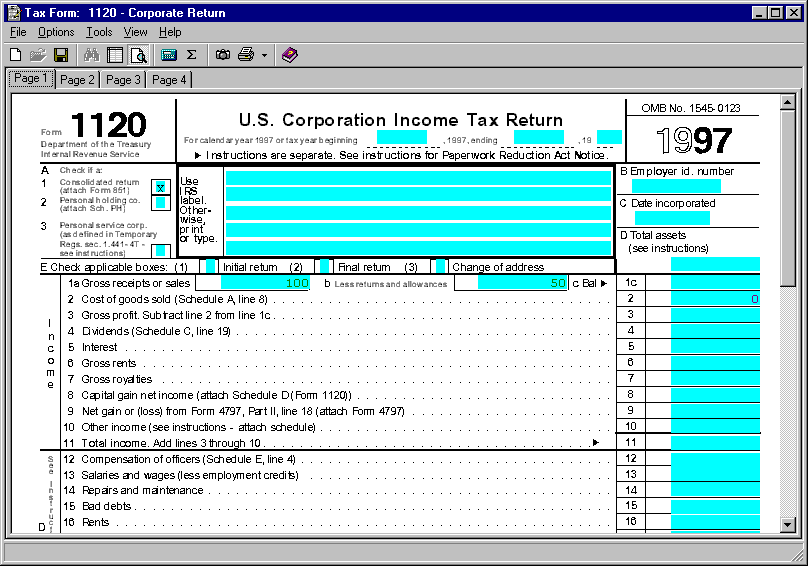 Tax Form: 1120 - Corporate Return
File Options Tools View Help
Page 1 Page 2 Page 3 Page 4
Form 1120
Department of the Treasury
Internal Revenue Service
U.S. Corporation Income Tax Return
For calendar year 1997 or tax year beginning , 1997, ending , 19
► Instructions are separate. See instructions for Paperwork Reduction Act Notice.
OMB No. 1545-0123
1997
A Check if a:
1 Consolidated return
(attach Form 851) x
2 Personal holding co.
(attach Sch. PH)
3 Personal service corp.
(as defined in Temporary
Regs. sec. 1.441-4T -
see instructions)
Use
IRS
label.
Other-
wise,
print
or type.
B Employer id. number
C Date incorporated
D Total assets
(see instructions)
E Check applicable boxes: (1) Initial return (2) Final return (3) Change of address
Income
1a Gross receipts or sales 100 b Less returns and allowances 50 c Bal ► 1c
2 Cost of goods sold (Schedule A, line 8) 2 0
3 Gross profit. Subtract line 2 from line 1c 3
4 Dividends (Schedule C, line 19) 4
5 Interest 5
6 Gross rents 6
7 Gross royalties 7
8 Capital gain net income (attach Schedule D (Form 1120)) 8
9 Net gain or (loss) from Form 4797, Part II, line 18 (attach Form 4797) 9
10 Other income (see instructions - attach schedule) 10
11 Total income. Add lines 3 through 10 ► 11
See Instruct
D
12 Compensation of officers (Schedule E, line 4) 12
13 Salaries and wages (less employment credits) 13
14 Repairs and maintenance 14
15 Bad debts 15
16 Rents 16